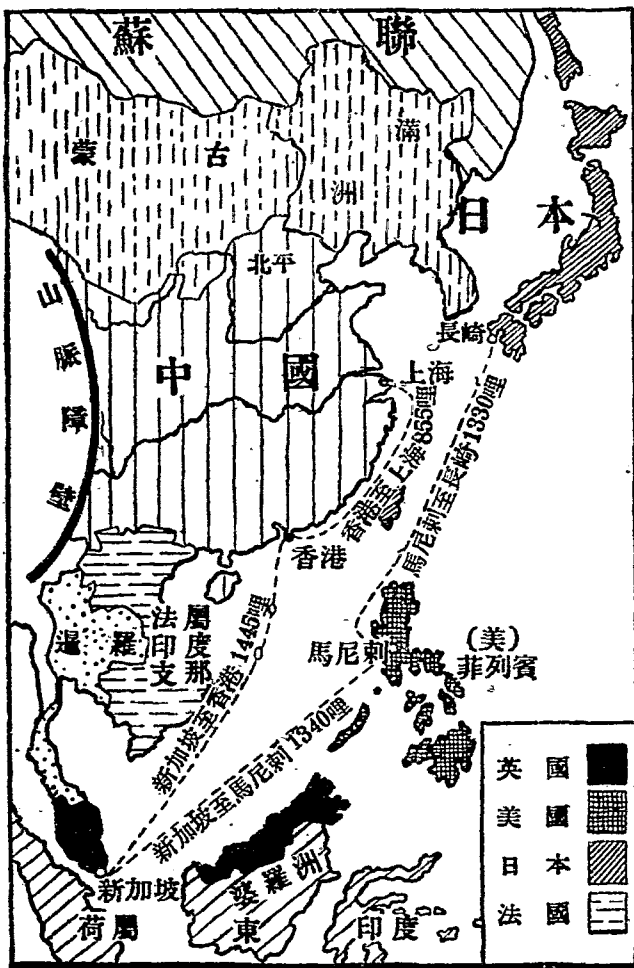 蘇聯
蒙古
滿洲
日本
北平
山脈障壁
長崎
中國
上海
香港至上海855哩
馬尼剌至長崎1330哩
香港
暹羅
法屬
印度
支那
新加坡至香港1445哩
馬尼剌
(美)
菲列賓
新加坡至馬尼剌1340哩
新加坡
婆羅洲
荷屬東印度
英國
美國
日本
法國